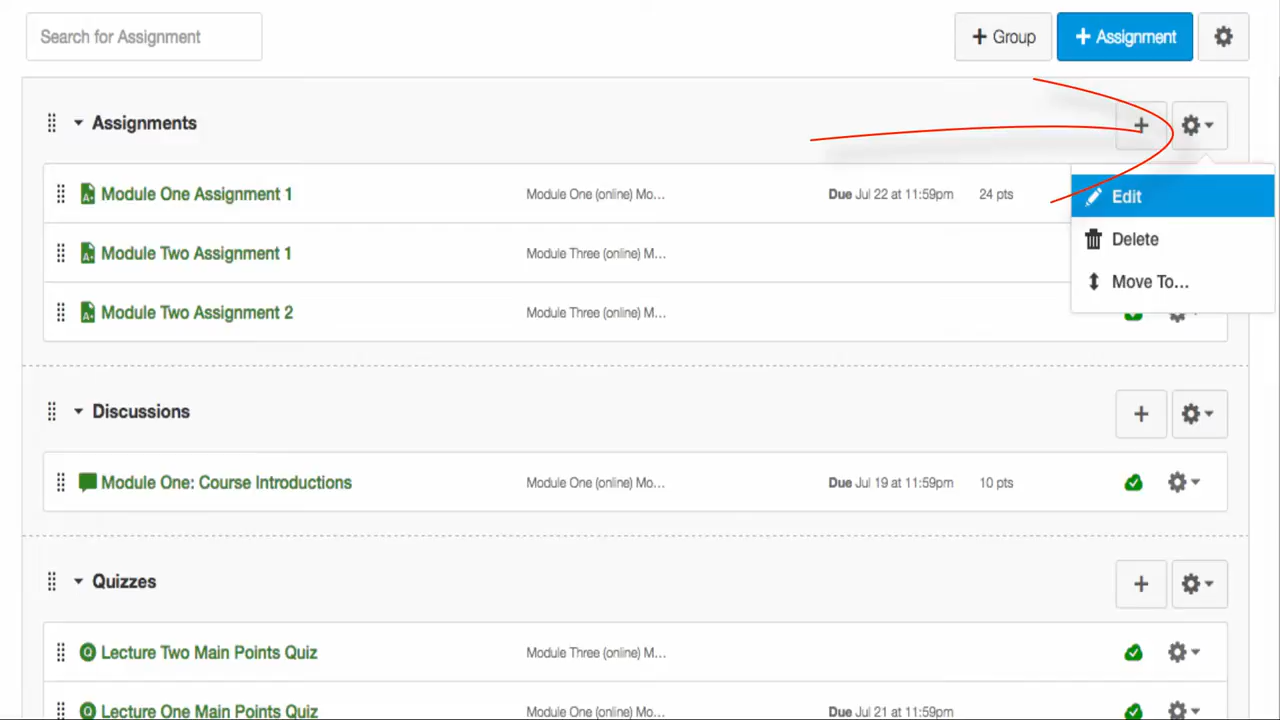 Search for Assignment
+ Group
+ Assignment
Assignments
+
Module One Assignment 1 Module One (online) Mo... Due Jul 22 at 11:59pm 24 pts
Edit
Module Two Assignment 1 Module Three (online) M...
Delete
Move To...
Module Two Assignment 2 Module Three (online) M...
Discussions
+
Module One: Course Introductions Module One (online) Mo... Due Jul 19 at 11:59pm 10 pts
Quizzes
+
Lecture Two Main Points Quiz Module Three (online) M...
Lecture One Main Points Quiz Module One (online) Mo... Due Jul 21 at 11:59pm